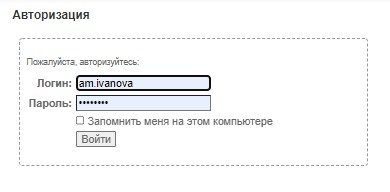 Авторизация
Пожалуйста, авторизуйтесь:
Логин: am.ivanova
Пароль: ••••••••
Запомнить меня на этом компьютере
Войти